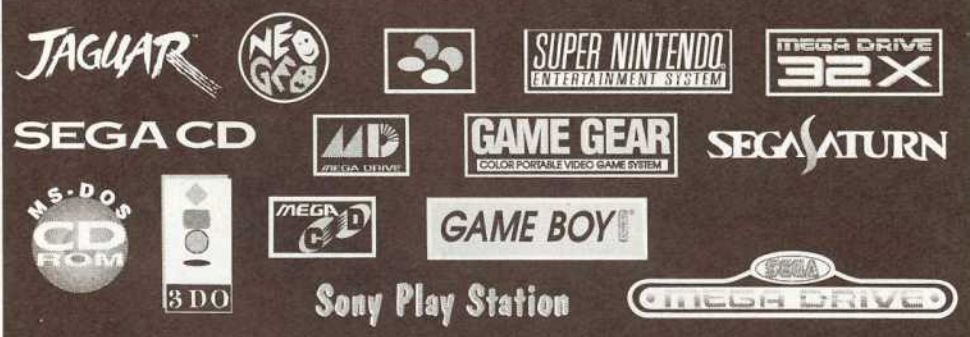 JAGUAR™
NEO GEO
SUPER NINTENDO®
ENTERTAINMENT SYSTEM
MEGA DRIVE
32X
SEGA CD
MD
MEGA DRIVE
GAME GEAR
COLOR PORTABLE VIDEO GAME SYSTEM
SEGA SATURN
MS-DOS
CD
ROM
3DO
MEGA
CD
GAME BOY
Sony Play Station
SEGA
MEGA DRIVE